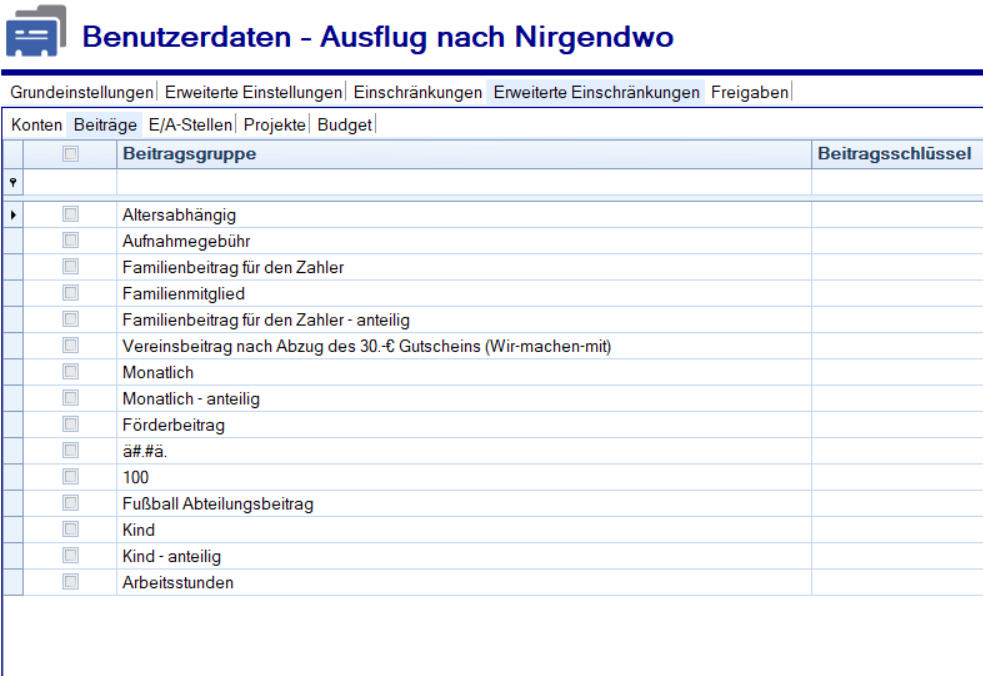 Benutzerdaten - Ausflug nach Nirgendwo
Grundeinstellungen Erweiterte Einstellungen Einschränkungen Erweiterte Einschränkungen Freigaben
Konten Beiträge E/A-Stellen Projekte Budget
Beitragsgruppe Beitragsschlüssel
Altersabhängig
Aufnahmegebühr
Familienbeitrag für den Zahler
Familienmitglied
Familienbeitrag für den Zahler - anteilig
Vereinsbeitrag nach Abzug des 30.-€ Gutscheins (Wir-machen-mit)
Monatlich
Monatlich - anteilig
Förderbeitrag
ä#.#ä.
100
Fußball Abteilungsbeitrag
Kind
Kind - anteilig
Arbeitsstunden